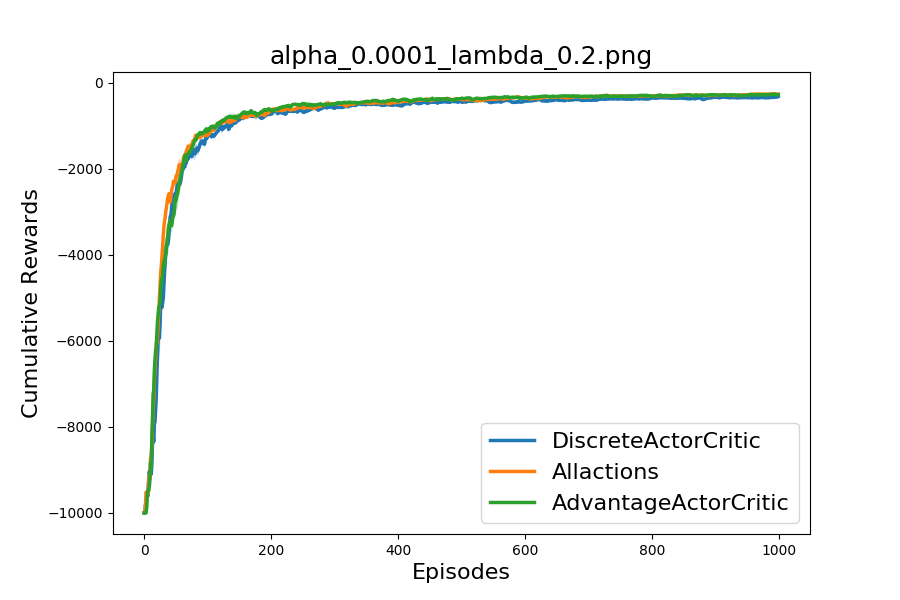 alpha_0.0001_lambda_0.2.png
0
−2000
−4000
−6000
−8000
−10000
Cumulative Rewards
DiscreteActorCritic
Allactions
AdvantageActorCritic
0 200 400 600 800 1000
Episodes